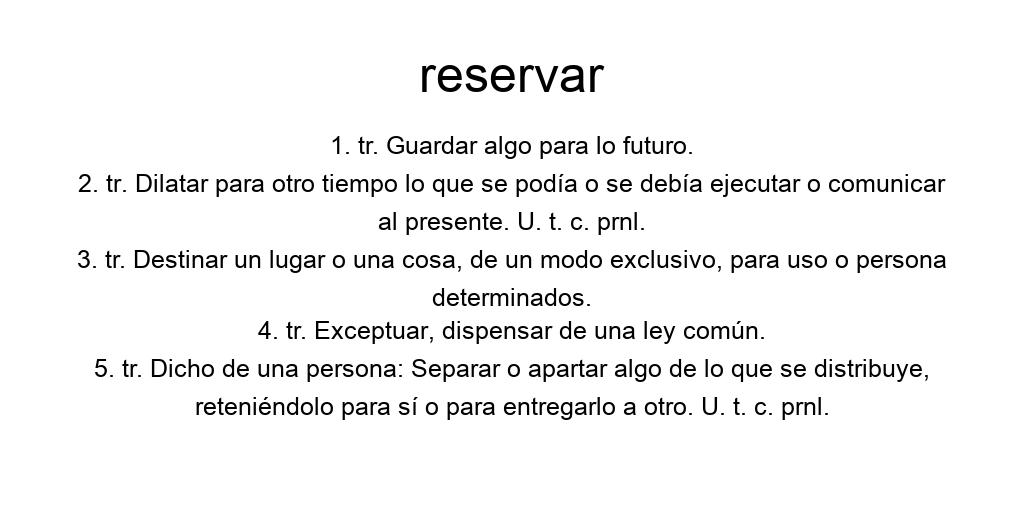 reservar
1. tr. Guardar algo para lo futuro.
2. tr. Dilatar para otro tiempo lo que se podía o se debía ejecutar o comunicar
al presente. U. t. c. prnl.
3. tr. Destinar un lugar o una cosa, de un modo exclusivo, para uso o persona
determinados.
4. tr. Exceptuar, dispensar de una ley común.
5. tr. Dicho de una persona: Separar o apartar algo de lo que se distribuye,
reteniéndolo para sí o para entregarlo a otro. U. t. c. prnl.